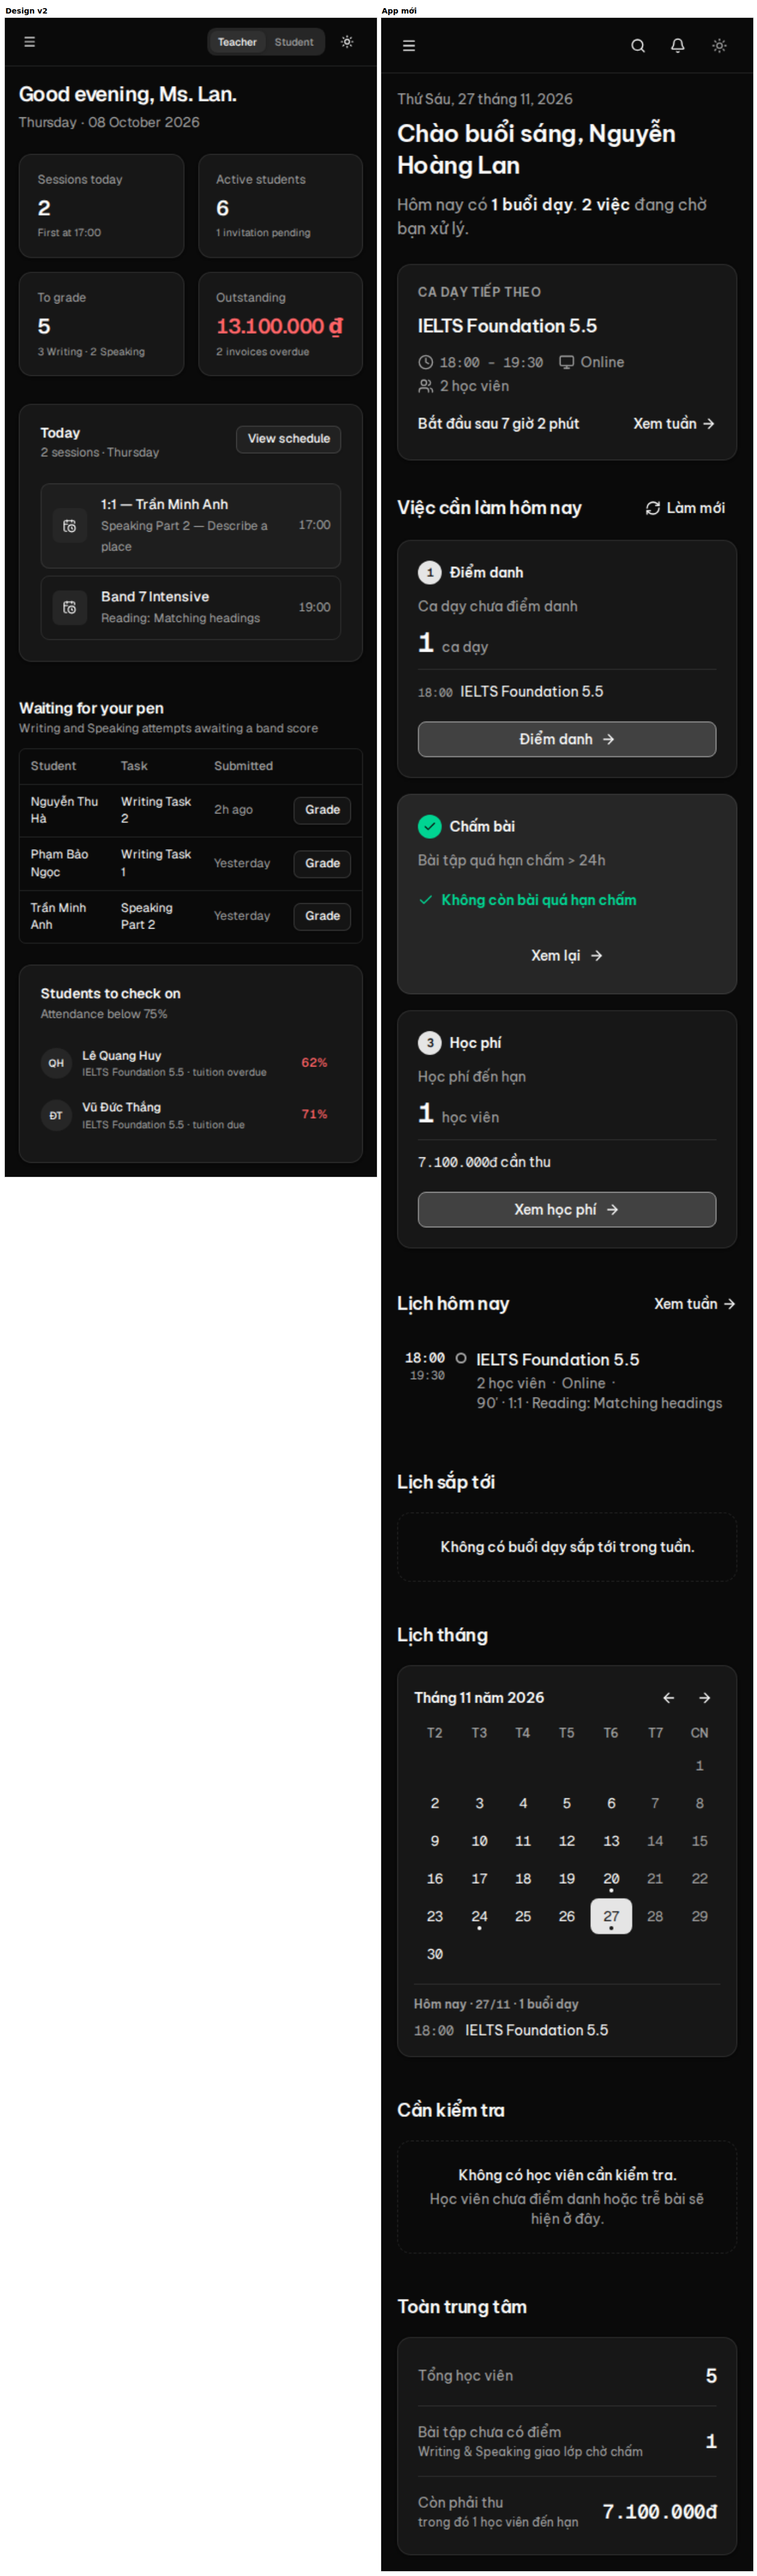 Design v2
Teacher Student
Good evening, Ms. Lan.
Thursday · 08 October 2026
Sessions today
2
First at 17:00
Active students
6
1 invitation pending
To grade
5
3 Writing · 2 Speaking
Outstanding
13.100.000 ₫
2 invoices overdue
Today
2 sessions · Thursday
View schedule
1:1 — Trần Minh Anh
Speaking Part 2 — Describe a
place
17:00
Band 7 Intensive
Reading: Matching headings
19:00
Waiting for your pen
Writing and Speaking attempts awaiting a band score
Student Task Submitted
Nguyễn Thu
Hà
Writing Task
2
2h ago
Grade
Phạm Bảo
Ngọc
Writing Task
1
Yesterday
Grade
Trần Minh
Anh
Speaking
Part 2
Yesterday
Grade
Students to check on
Attendance below 75%
QH
Lê Quang Huy
IELTS Foundation 5.5 · tuition overdue
62%
ĐT
Vũ Đức Thắng
IELTS Foundation 5.5 · tuition due
71%
App mới
Thứ Sáu, 27 tháng 11, 2026
Chào buổi sáng, Nguyễn
Hoàng Lan
Hôm nay có 1 buổi dạy. 2 việc đang chờ
bạn xử lý.
CA DẠY TIẾP THEO
IELTS Foundation 5.5
18:00 – 19:30 Online
2 học viên
Bắt đầu sau 7 giờ 2 phút
Xem tuần →
Việc cần làm hôm nay
Làm mới
1 Điểm danh
Ca dạy chưa điểm danh
1 ca dạy
18:00 IELTS Foundation 5.5
Điểm danh →
Chấm bài
Bài tập quá hạn chấm > 24h
Không còn bài quá hạn chấm
Xem lại →
3 Học phí
Học phí đến hạn
1 học viên
7.100.000đ cần thu
Xem học phí →
Lịch hôm nay
Xem tuần →
18:00
19:30
IELTS Foundation 5.5
2 học viên · Online ·
90' · 1:1 · Reading: Matching headings
Lịch sắp tới
Không có buổi dạy sắp tới trong tuần.
Lịch tháng
Tháng 11 năm 2026
← →
T2 T3 T4 T5 T6 T7 CN
1
2 3 4 5 6 7 8
9 10 11 12 13 14 15
16 17 18 19 20 21 22
23 24 25 26 27 28 29
30
Hôm nay · 27/11 · 1 buổi dạy
18:00 IELTS Foundation 5.5
Cần kiểm tra
Không có học viên cần kiểm tra.
Học viên chưa điểm danh hoặc trễ bài sẽ
hiện ở đây.
Toàn trung tâm
Tổng học viên
5
Bài tập chưa có điểm
Writing & Speaking giao lớp chờ chấm
1
Còn phải thu
trong đó 1 học viên đến hạn
7.100.000đ